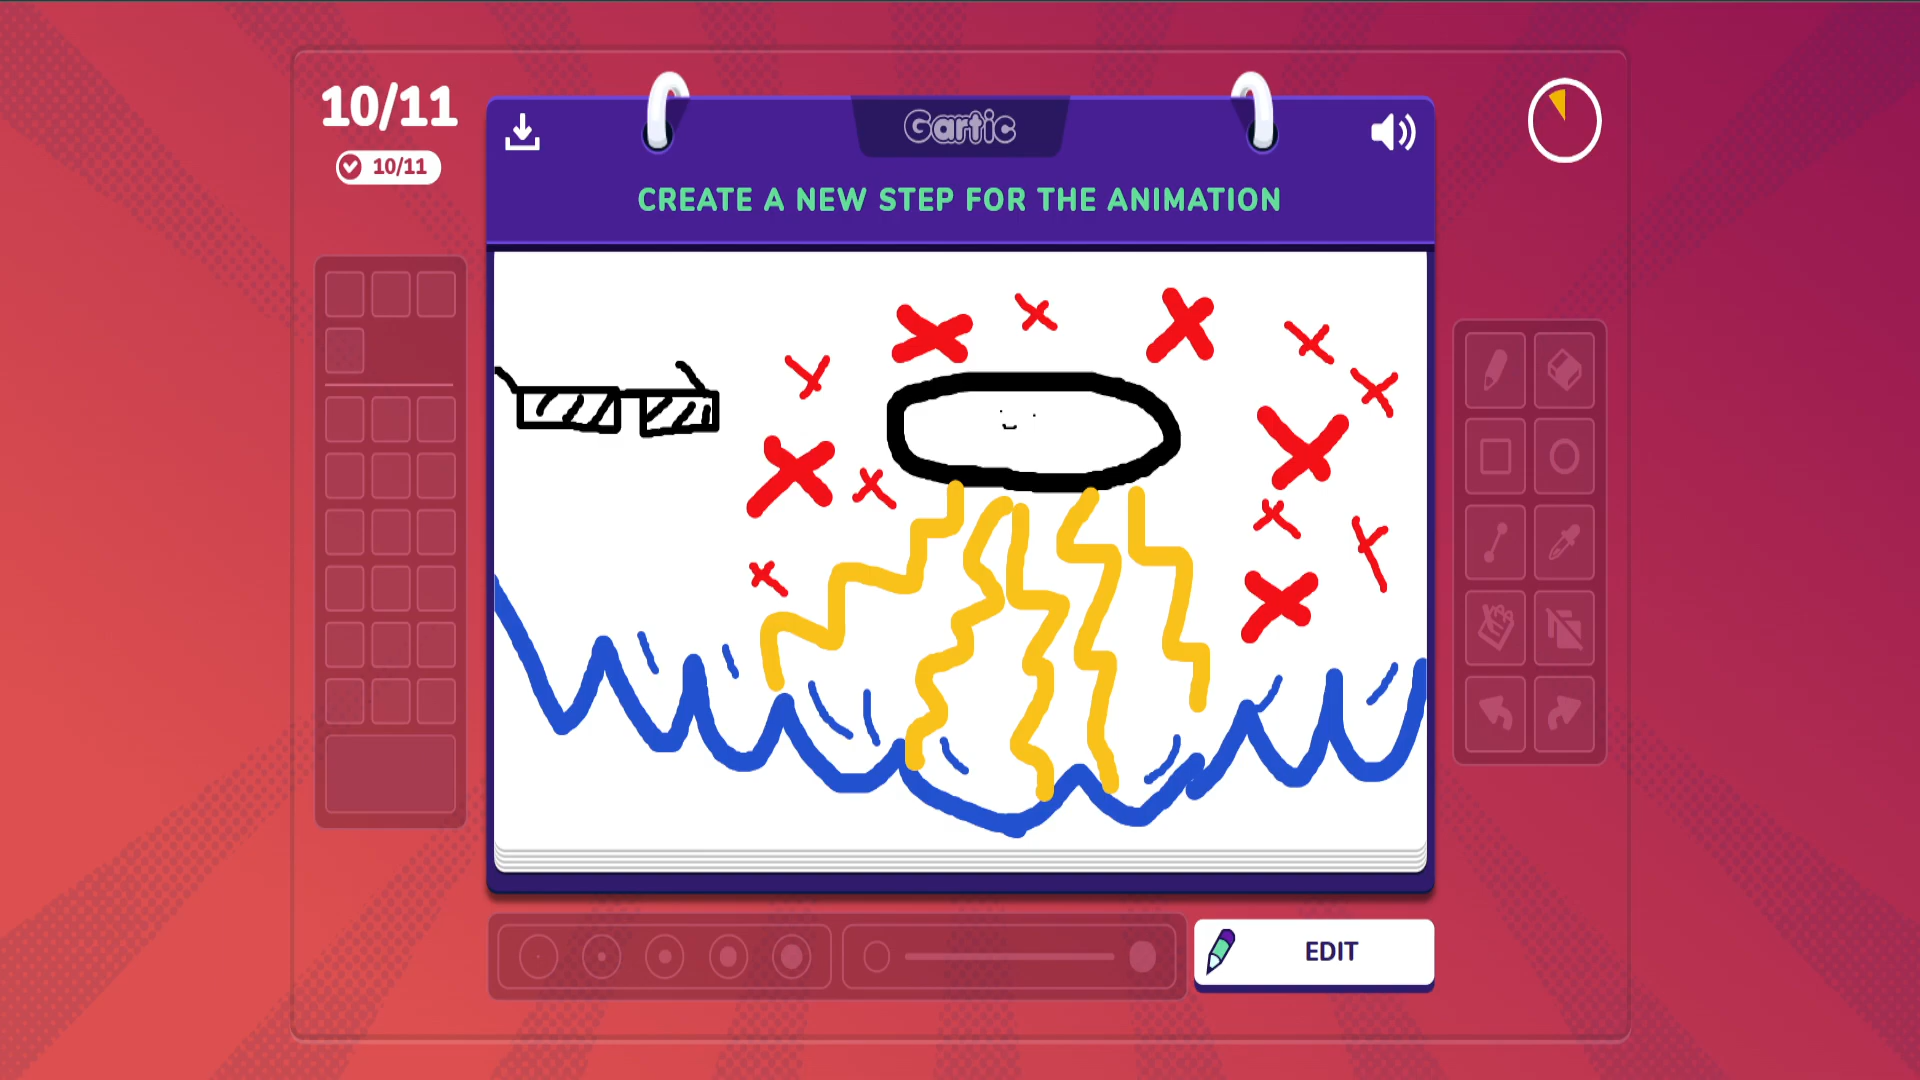 10/11
10/11
Gartic
CREATE A NEW STEP FOR THE ANIMATION
EDIT